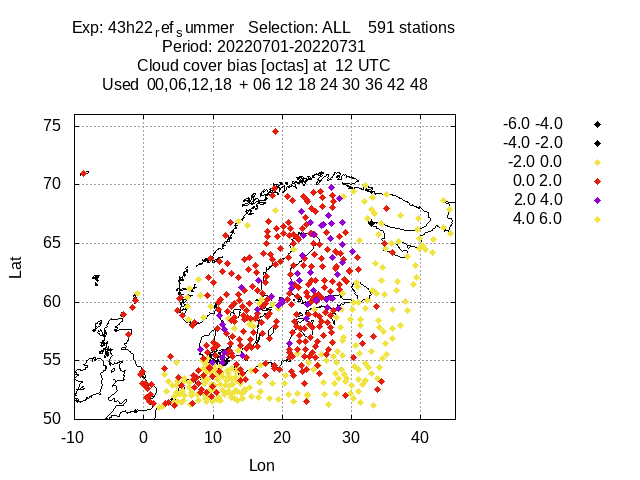 Exp: 43h22ref summer   Selection: ALL    591 stations
Period: 20220701-20220731
Cloud cover bias [octas] at  12 UTC
Used  00,06,12,18  + 06 12 18 24 30 36 42 48
75
70
65
60
55
50
Lat
-10 0 10 20 30 40
Lon
-6.0 -4.0
-4.0 -2.0
-2.0 0.0
0.0 2.0
2.0 4.0
4.0 6.0